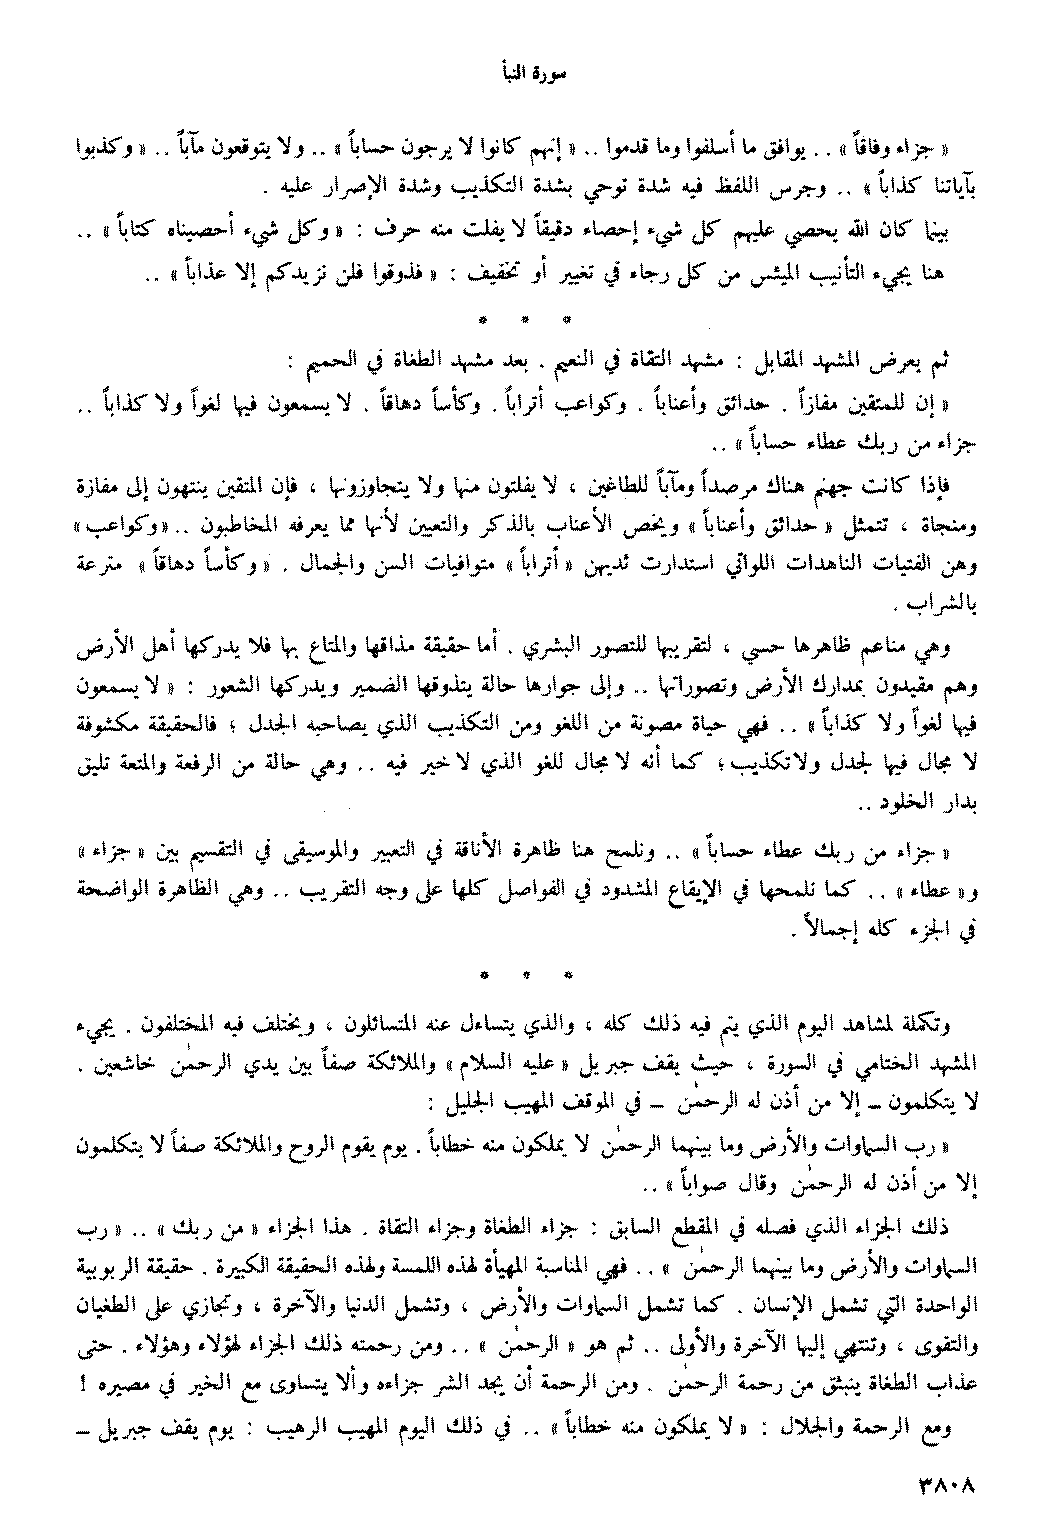 سورة النبأ
« جزاء وفاقاً » .. يوافق ما أسلفوا وما قدموا .. « إنهم كانوا لا يرجون حساباً » .. ولا يتوقعون مآباً .. « وكذبوا
بآياتنا كذاباً » .. وجرس اللفظ فيه شدة توحي بشدة التكذيب وشدة الإصرار عليه .
بينما كان الله يحصي عليهم كل شيء إحصاء دقيقاً لا يفلت منه حرف : « وكل شيء أحصيناه كتاباً » ..
هنا يجيء التأنيب الميئس من كل رجاء في تغيير أو تخفيف : « فذوقوا فلن نزيدكم إلا عذاباً » ..
* * *
ثم يعرض المشهد المقابل : مشهد التقاة في النعيم . بعد مشهد الطغاة في الحميم :
« إن للمتقين مفازاً . حدائق وأعناباً . وكواعب أتراباً . وكأساً دهاقاً . لا يسمعون فيها لغواً ولا كذاباً ..
جزاء من ربك عطاء حساباً » ..
فإذا كانت جهنم هناك مرصداً ومآباً للطاغين ، لا يفلتون منها ولا يتجاوزونها ، فإن المتقين ينتهون إلى مفازة
ومنجاة ، تتمثل « حدائق وأعناباً » ويخص الأعناب بالذكر والتعيين لأنها مما يعرفه المخاطبون .. «وكواعب»
وهن الفتيات الناهدات اللواتي استدارت ثديهن « أتراباً » متوافيات السن والجمال . « وكأساً دهاقاً » مترعة
بالشراب .
وهي مناعم ظاهرها حسي ، لتقريبها للتصور البشري . أما حقيقة مذاقها والمتاع بها فلا يدركها أهل الأرض
وهم مقيدون بمدارك الأرض وتصوراتها .. وإلى جوارها حالة يتذوقها الضمير ويدركها الشعور : « لا يسمعون
فيها لغواً ولا كذاباً » .. فهي حياة مصونة من اللغو ومن التكذيب الذي يصاحبه الجدل ؛ فالحقيقة مكشوفة
لا مجال فيها لجدل ولا تكذيب ؛ كما أنه لا مجال للغو الذي لا خير فيه .. وهي حالة من الرفعة والمتعة تليق
بدار الخلود ..
« جزاء من ربك عطاء حساباً » .. ونلمح هنا ظاهرة الأناقة في التعبير والموسيقى في التقسيم بين « جزاء »
و« عطاء » .. كما نلمحها في الإيقاع المشدود في الفواصل كلها على وجه التقريب .. وهي الظاهرة الواضحة
في الجزء كله إجمالاً .
* * *
وتكملة لمشاهد اليوم الذي يتم فيه ذلك كله ، والذي يتساءل عنه المتسائلون ، ويختلف فيه المختلفون . يجيء
المشهد الختامي في السورة ، حيث يقف جبريل « عليه السلام » والملائكة صفاً بين يدي الرحمٰن خاشعين .
لا يتكلمون – إلا من أذن له الرحمٰن – في الموقف المهيب الجليل :
« رب السماوات والأرض وما بينهما الرحمٰن لا يملكون منه خطاباً . يوم يقوم الروح والملائكة صفاً لا يتكلمون
إلا من أذن له الرحمٰن وقال صواباً » ..
ذلك الجزاء الذي فصله في المقطع السابق : جزاء الطغاة وجزاء التقاة . هذا الجزاء « من ربك » .. « رب
السماوات والأرض وما بينهما الرحمٰن » .. فهي المناسبة المهيأة لهذه اللمسة ولهذه الحقيقة الكبيرة . حقيقة الربوبية
الواحدة التي تشمل الإنسان . كما تشمل السماوات والأرض ، وتشمل الدنيا والآخرة ، وتجازي على الطغيان
والتقوى ، وتنتهي إليها الآخرة والأولى .. ثم هو « الرحمٰن » .. ومن رحمته ذلك الجزاء لهؤلاء وهؤلاء . حتى
عذاب الطغاة ينبثق من رحمة الرحمٰن . ومن الرحمة أن يجد الشر جزاءه وألا يتساوى مع الخير في مصيره !
ومع الرحمة والجلال : « لا يملكون منه خطاباً » .. في ذلك اليوم المهيب الرهيب : يوم يقف جبريل –
٣٨٠٨